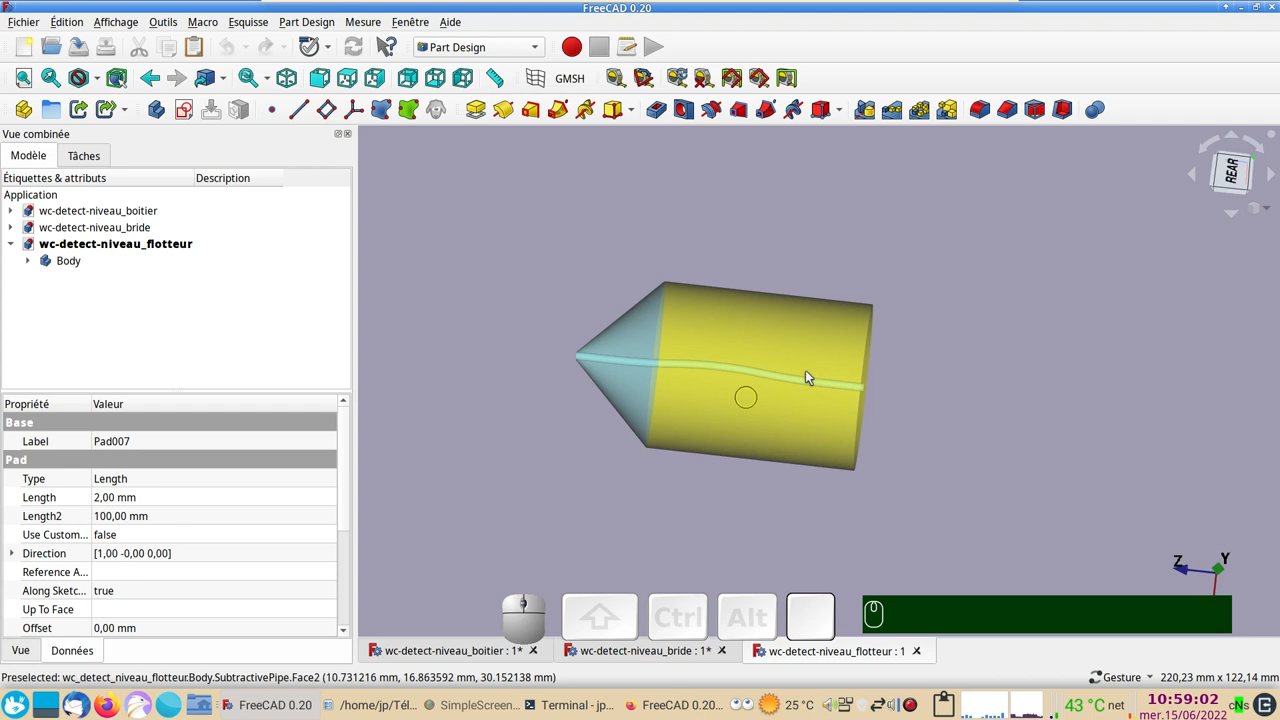 FreeCAD 0.20
Fichier Édition Affichage Outils Macro Esquisse Part Design Mesure Fenêtre Aide
Part Design
GMSH
Vue combinée
Modèle Tâches
Étiquettes & attributs Description
Application
wc-detect-niveau_boitier
wc-detect-niveau_bride
wc-detect-niveau_flotteur
Body
REAR
Propriété Valeur
Base
Label Pad007
Pad
Type Length
Length 2,00 mm
Length2 100,00 mm
Use Custom... false
Direction [1,00 -0,00 0,00]
Reference A...
Along Sketc... true
Up To Face
Offset 0,00 mm
Z Y
Ctrl Alt
Vue Données
wc-detect-niveau_boitier : 1* wc-detect-niveau_bride : 1* wc-detect-niveau_flotteur : 1
Preselected: wc_detect_niveau_flotteur.Body.SubtractivePipe.Face2 (10.731216 mm, 16.863592 mm, 30.152138 mm) Gesture 220,23 mm x 122,14 mm
FreeCAD 0.20 /home/jp/Tél... SimpleScreen... Terminal - jp... FreeCAD 0.20... 25 °C 43 °C net 10:59:02 cNs
mer.15/06/2022